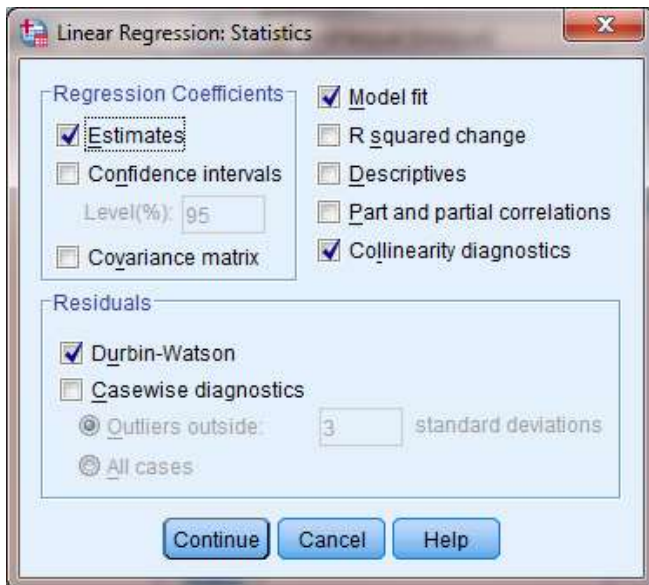 Linear Regression: Statistics
Regression Coefficients
Estimates
Confidence intervals
Level(%): 95
Covariance matrix
Model fit
R squared change
Descriptives
Part and partial correlations
Collinearity diagnostics
Residuals
Durbin-Watson
Casewise diagnostics
Outliers outside: 3 standard deviations
All cases
Continue Cancel Help